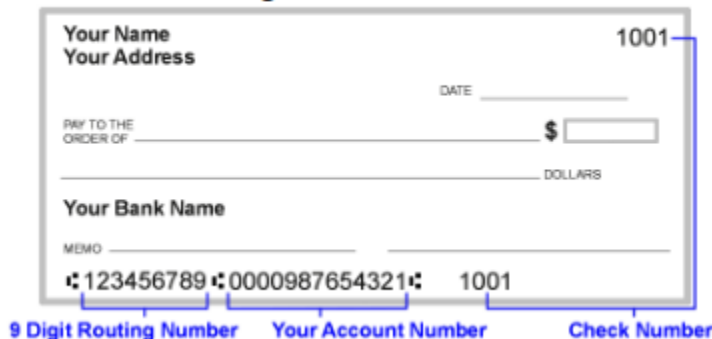 Your Name 1001
Your Address
DATE
PAY TO THE
ORDER OF $
DOLLARS
Your Bank Name
MEMO
⑆123456789⑆0000987654321⑆ 1001
9 Digit Routing Number Your Account Number Check Number